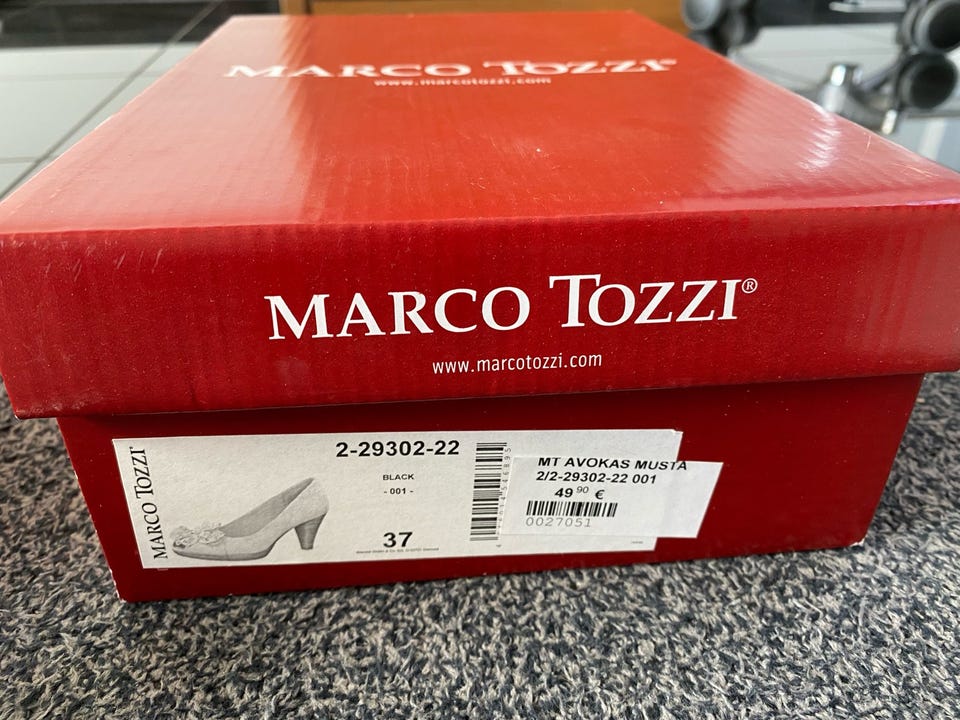 MARCO TOZZI
www.marcotozzi.com
MARCO TOZZI®
www.marcotozzi.com
MARCO TOZZI
2-29302-22
BLACK
- 001 -
37
MT AVOKAS MUSTA
2/2-29302-22 001
49 90 €
0027051